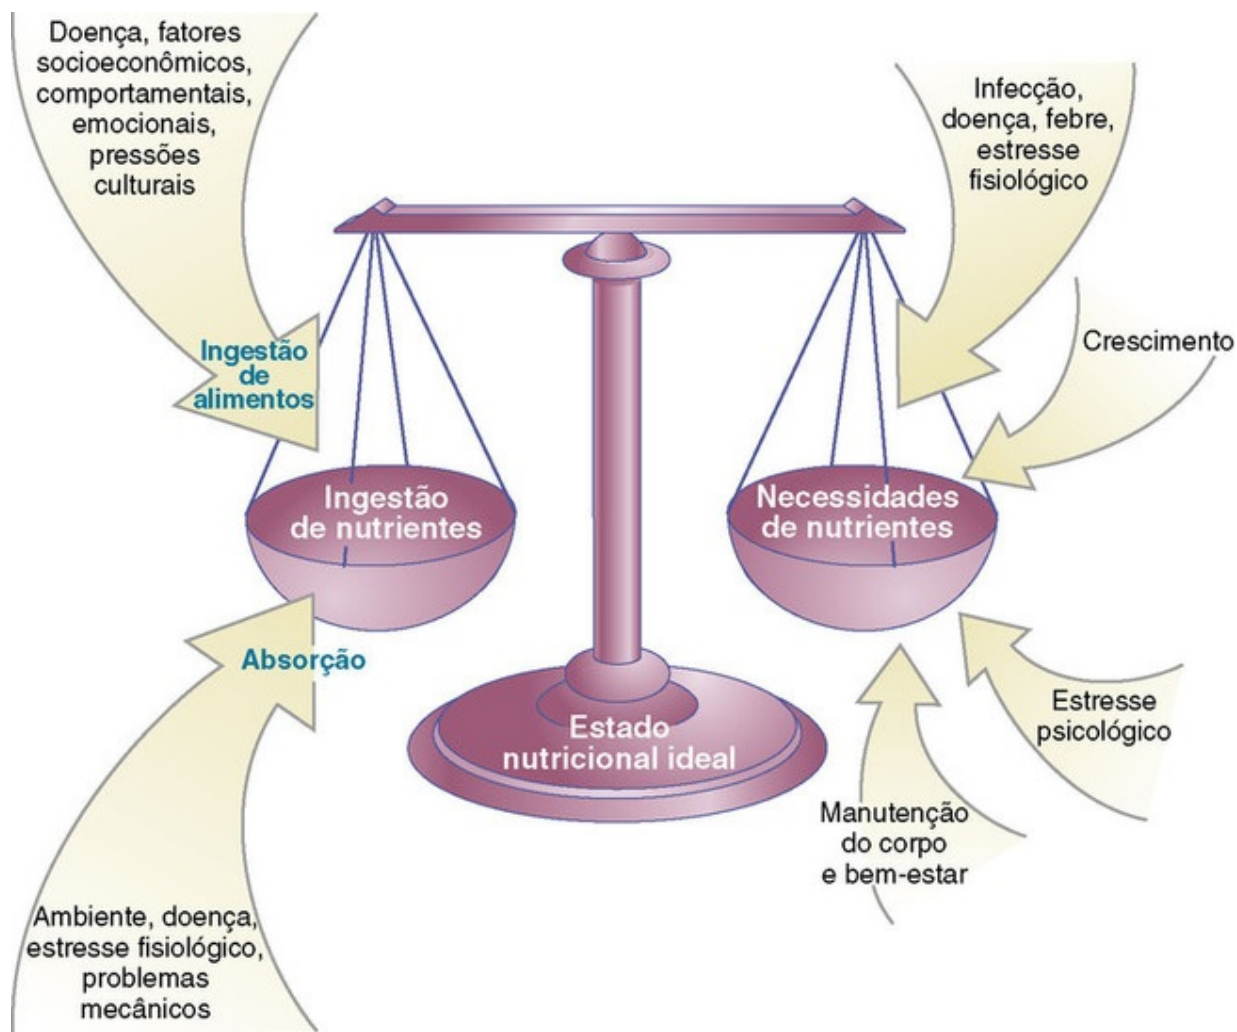 Doença, fatores
socioeconômicos,
comportamentais,
emocionais,
pressões
culturais
Ingestão
de
alimentos
Ingestão
de nutrientes
Absorção
Ambiente, doença,
estresse fisiológico,
problemas
mecânicos
Estado
nutricional ideal
Infecção,
doença, febre,
estresse
fisiológico
Crescimento
Necessidades
de nutrientes
Estresse
psicológico
Manutenção
do corpo
e bem-estar